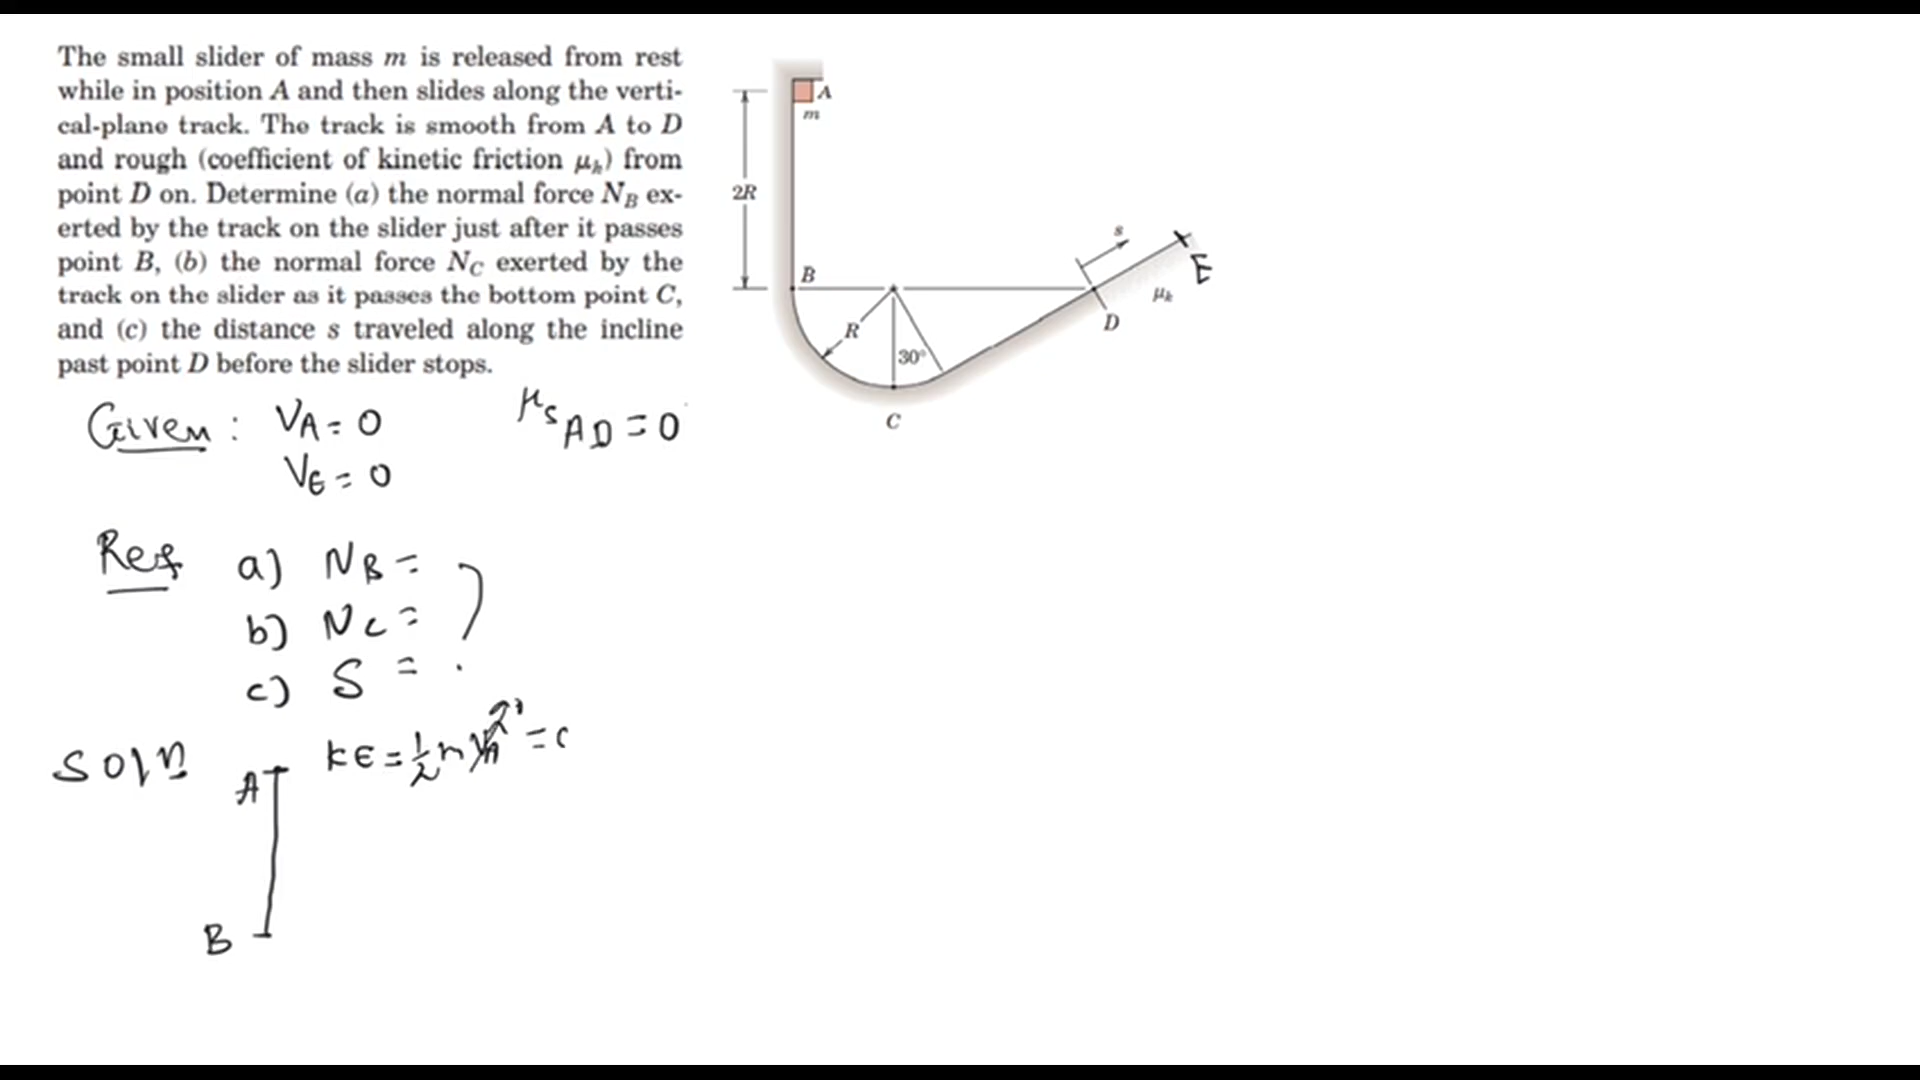 The small slider of mass m is released from rest
while in position A and then slides along the verti-
cal-plane track. The track is smooth from A to D
and rough (coefficient of kinetic friction μk) from
point D on. Determine (a) the normal force NB ex-
erted by the track on the slider just after it passes
point B, (b) the normal force NC exerted by the
track on the slider as it passes the bottom point C,
and (c) the distance s traveled along the incline
past point D before the slider stops.
A
m
2R
B
R
30°
C
s
E
μk
D
Given : VA = 0
μs AD = 0
VE = 0
a) NB =
b) NC = ?
c) S =
Soln
KE = 1/2 m
A
B